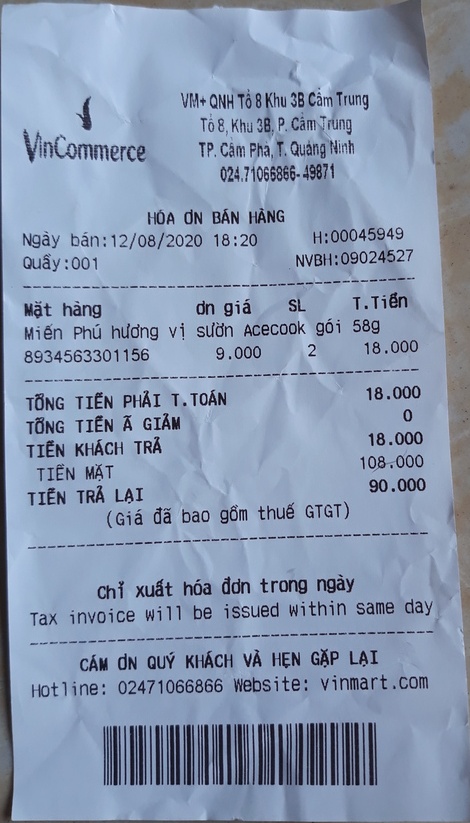 VinCommerce
VM+ QNH Tổ 8 Khu 3B Cẩm Trung
Tổ 8, Khu 3B, P. Cẩm Trung
TP. Cẩm Phả, T. Quảng Ninh
024.71066866-49871
HÓA ƠN BÁN HÀNG
Ngày bán:12/08/2020 18:20 H:00045949
Quầy:001 NVBH:09024527
Mặt hàng ơn giá SL T.Tiền
Miến Phú hương vị sườn Acecook gói 58g
8934563301156 9.000 2 18.000
TỔNG TIỀN PHẢI T.TOÁN 18.000
TỔNG TIỀN Ã GIẢM 0
TIỀN KHÁCH TRẢ 18.000
TIỀN MẶT 108.000
TIỀN TRẢ LẠI 90.000
(Giá đã bao gồm thuế GTGT)
Chỉ xuất hóa đơn trong ngày
Tax invoice will be issued within same day
CÁM ƠN QUÝ KHÁCH VÀ HẸN GẶP LẠI
Hotline: 02471066866 Website: vinmart.com